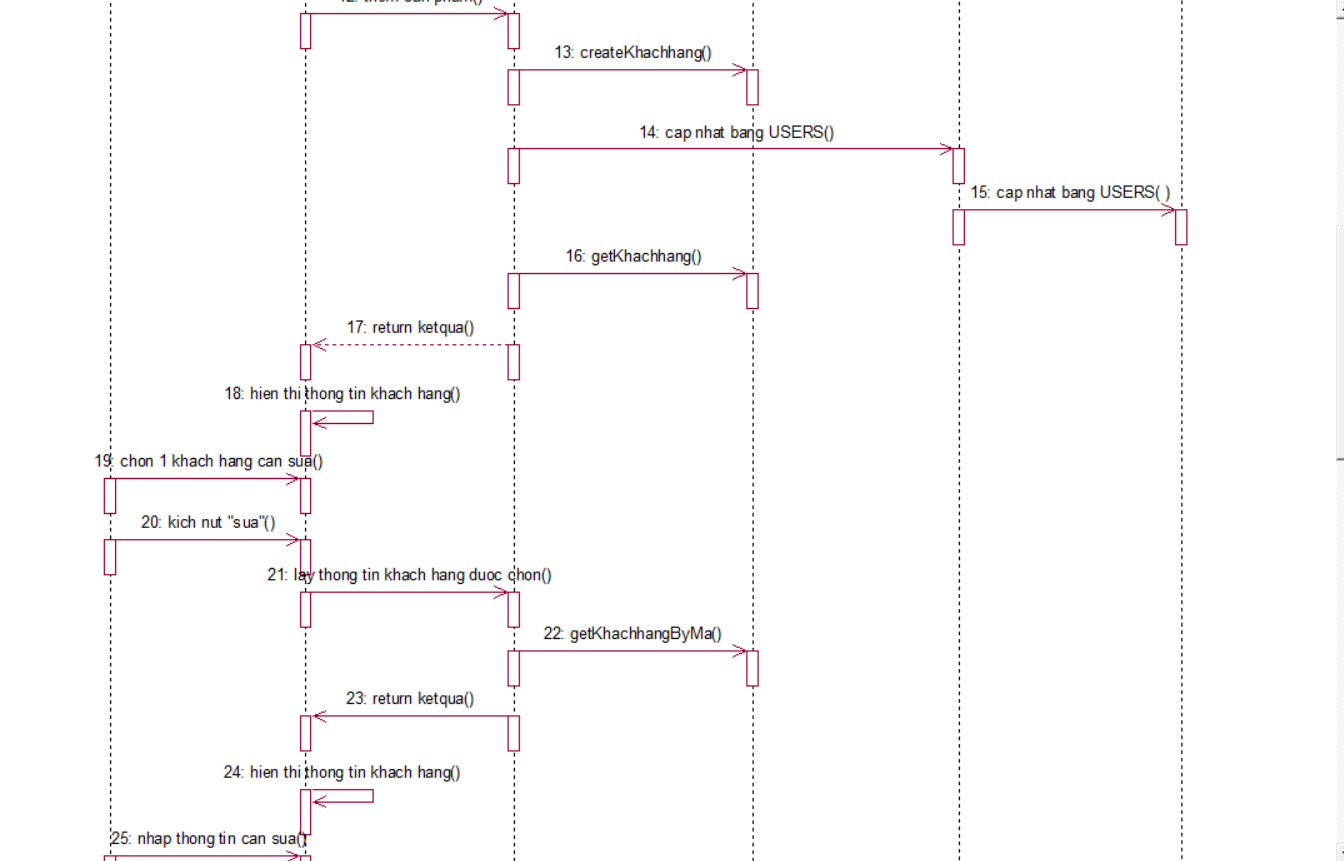 13: createKhachhang()
14: cap nhat bang USERS()
15: cap nhat bang USERS( )
16: getKhachhang()
17: return ketqua()
18: hien thi thong tin khach hang()
19: chon 1 khach hang can sua()
20: kich nut "sua"()
21: lay thong tin khach hang duoc chon()
22: getKhachhangByMa()
23: return ketqua()
24: hien thi thong tin khach hang()
25: nhap thong tin can sua()